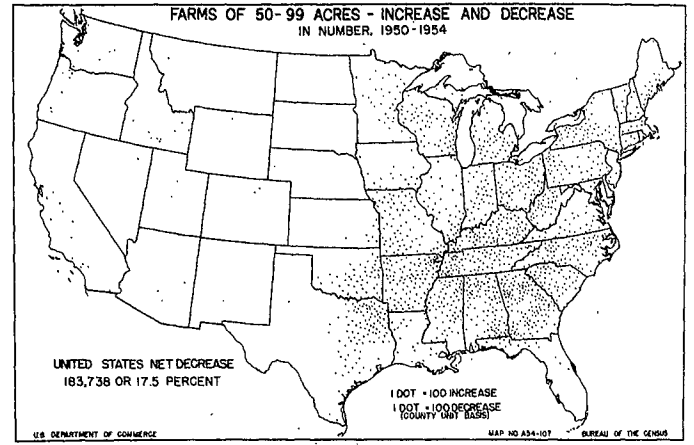 FARMS OF 50-99 ACRES - INCREASE AND DECREASE
IN NUMBER, 1950-1954
UNITED STATES NET DECREASE
183,738 OR 17.5 PERCENT
1 DOT = 100 INCREASE
1 DOT = 100 DECREASE
(COUNTY UNIT BASIS)
U.S. DEPARTMENT OF COMMERCE
MAP NO. A54-107
BUREAU OF THE CENSUS